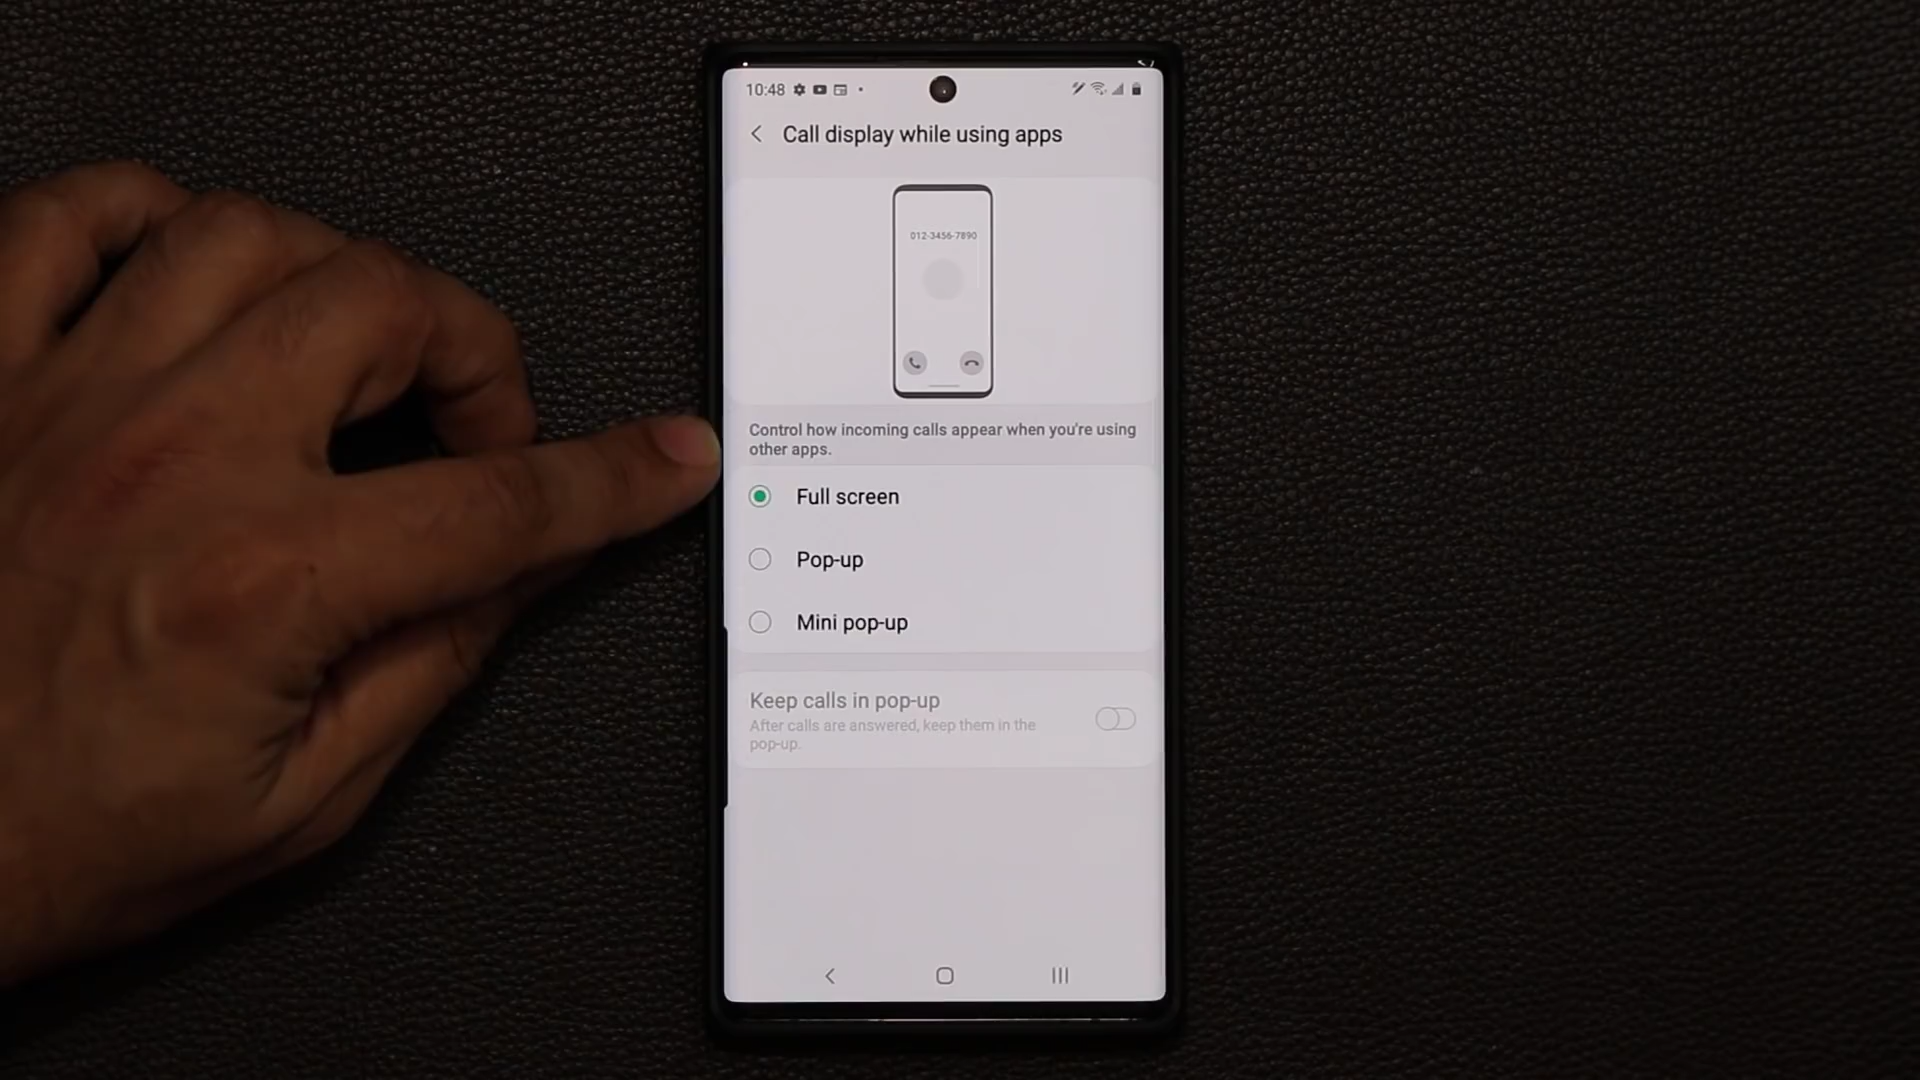 10:48
Call display while using apps
012-3456-7890
Control how incoming calls appear when you're using
other apps.
Full screen
Pop-up
Mini pop-up
Keep calls in pop-up
After calls are answered, keep them in the
pop-up.